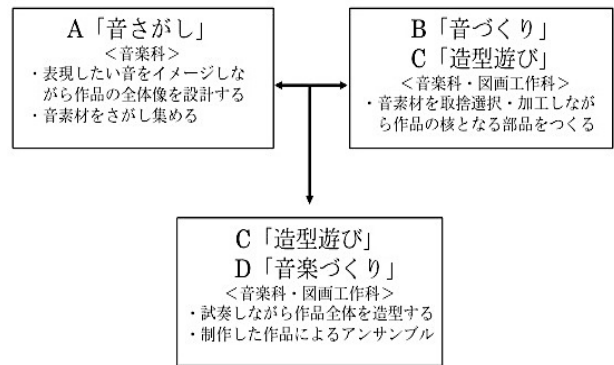 A「音さがし」
<音楽科>
・表現したい音をイメージしな
がら作品の全体像を設計する
・音素材をさがし集める
B「音づくり」
C「造型遊び」
<音楽科・図画工作科>
・音素材を取捨選択・加工しなが
ら作品の核となる部品をつくる
C「造型遊び」
D「音楽づくり」
<音楽科・図画工作科>
・試奏しながら作品全体を造型する
・制作した作品によるアンサンブル